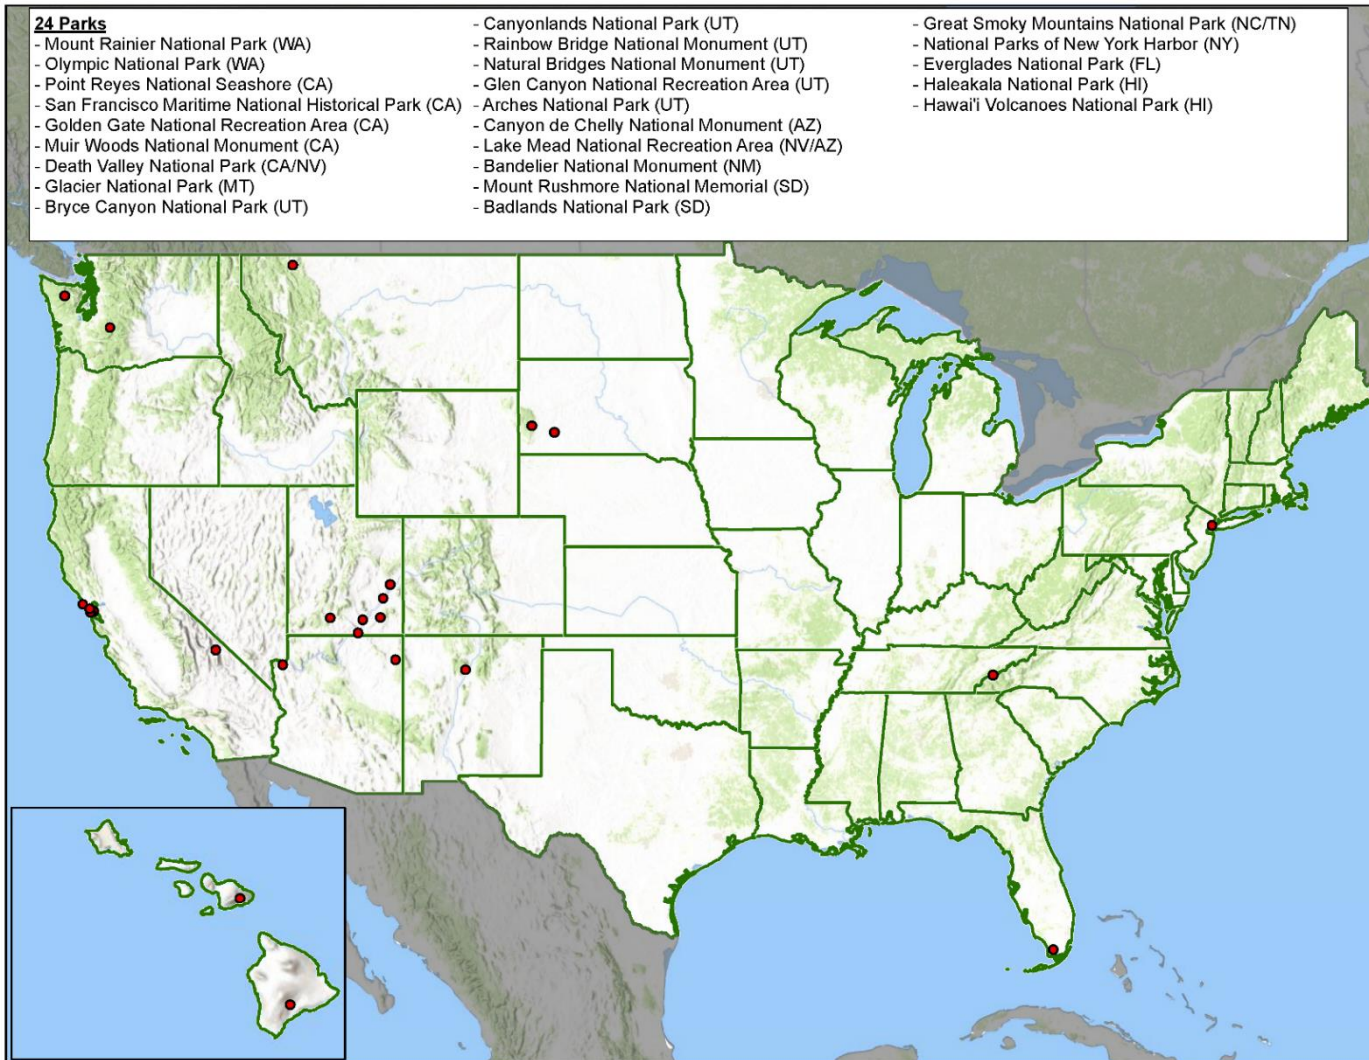 24 Parks
- Mount Rainier National Park (WA)
- Olympic National Park (WA)
- Point Reyes National Seashore (CA)
- San Francisco Maritime National Historical Park (CA)
- Golden Gate National Recreation Area (CA)
- Muir Woods National Monument (CA)
- Death Valley National Park (CA/NV)
- Glacier National Park (MT)
- Bryce Canyon National Park (UT)
- Canyonlands National Park (UT)
- Rainbow Bridge National Monument (UT)
- Natural Bridges National Monument (UT)
- Glen Canyon National Recreation Area (UT)
- Arches National Park (UT)
- Canyon de Chelly National Monument (AZ)
- Lake Mead National Recreation Area (NV/AZ)
- Bandelier National Monument (NM)
- Mount Rushmore National Memorial (SD)
- Badlands National Park (SD)
- Great Smoky Mountains National Park (NC/TN)
- National Parks of New York Harbor (NY)
- Everglades National Park (FL)
- Haleakala National Park (HI)
- Hawai'i Volcanoes National Park (HI)